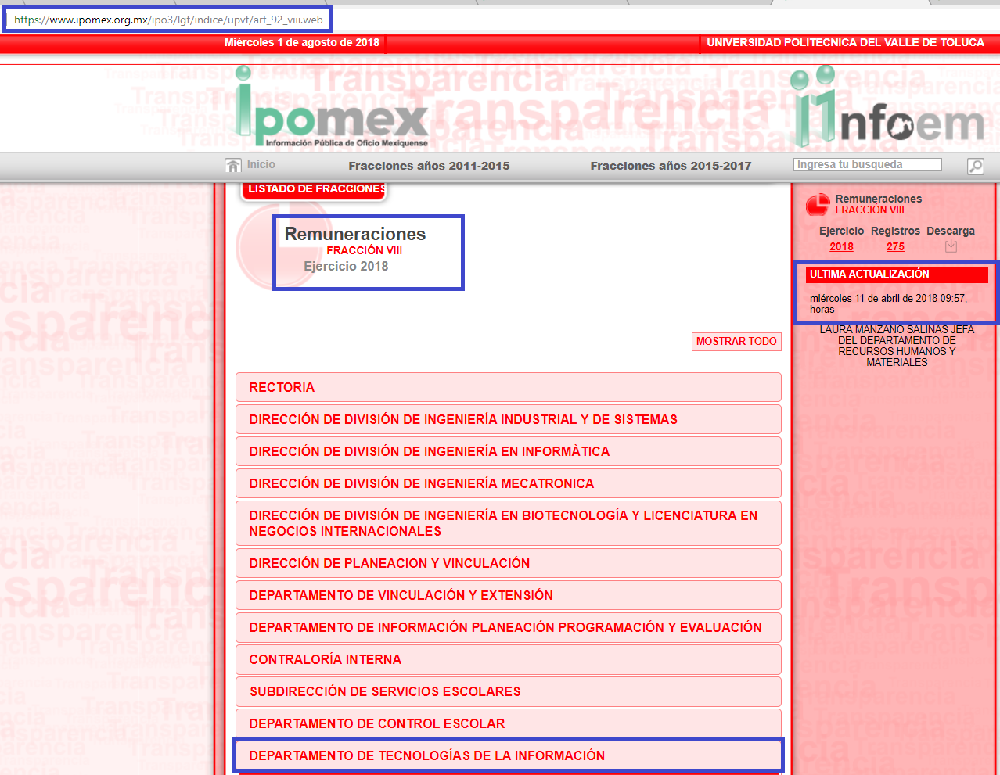 https://www.ipomex.org.mx/ipo3/lgt/indice/upvt/art_92_viii.web
Miércoles 1 de agosto de 2018
UNIVERSIDAD POLITECNICA DEL VALLE DE TOLUCA
ipomex
Información Pública de Oficio Mexiquense
infoem
Inicio
Fracciones años 2011-2015
Fracciones años 2015-2017
Ingresa tu busqueda
LISTADO DE FRACCIONES
Remuneraciones
FRACCIÓN VIII
Ejercicio 2018
MOSTRAR TODO
RECTORIA
DIRECCIÓN DE DIVISIÓN DE INGENIERÍA INDUSTRIAL Y DE SISTEMAS
DIRECCIÓN DE DIVISIÓN DE INGENIERÍA EN INFORMÀTICA
DIRECCIÓN DE DIVISIÓN DE INGENIERÍA MECATRONICA
DIRECCIÓN DE DIVISIÓN DE INGENIERÍA EN BIOTECNOLOGÍA Y LICENCIATURA EN
NEGOCIOS INTERNACIONALES
DIRECCIÓN DE PLANEACION Y VINCULACIÓN
DEPARTAMENTO DE VINCULACIÓN Y EXTENSIÓN
DEPARTAMENTO DE INFORMACIÓN PLANEACIÓN PROGRAMACIÓN Y EVALUACIÓN
CONTRALORÍA INTERNA
SUBDIRECCIÓN DE SERVICIOS ESCOLARES
DEPARTAMENTO DE CONTROL ESCOLAR
DEPARTAMENTO DE TECNOLOGÍAS DE LA INFORMACIÓN
Remuneraciones
FRACCIÓN VIII
Ejercicio Registros Descarga
2018 275
ULTIMA ACTUALIZACIÓN
miércoles 11 de abril de 2018 09:57,
horas
LAURA MANZANO SALINAS JEFA
DEL DEPARTAMENTO DE
RECURSOS HUMANOS Y
MATERIALES